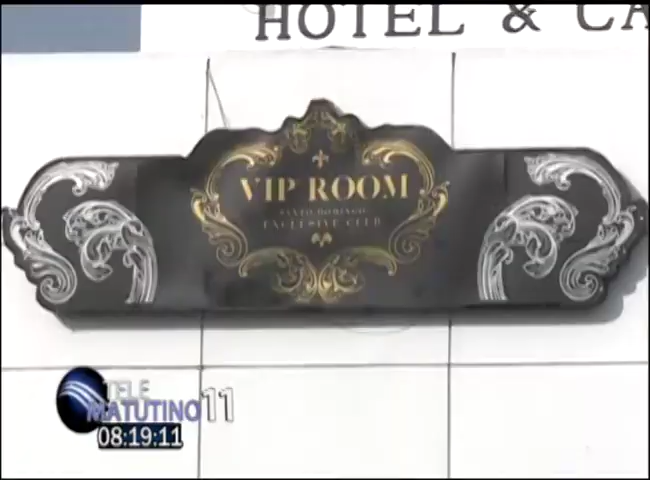 HOTEL & CA
VIP ROOM
SANTO DOMINGO
EXCLUSIVE CLUB
TELE
MATUTINO 11
08:19:11